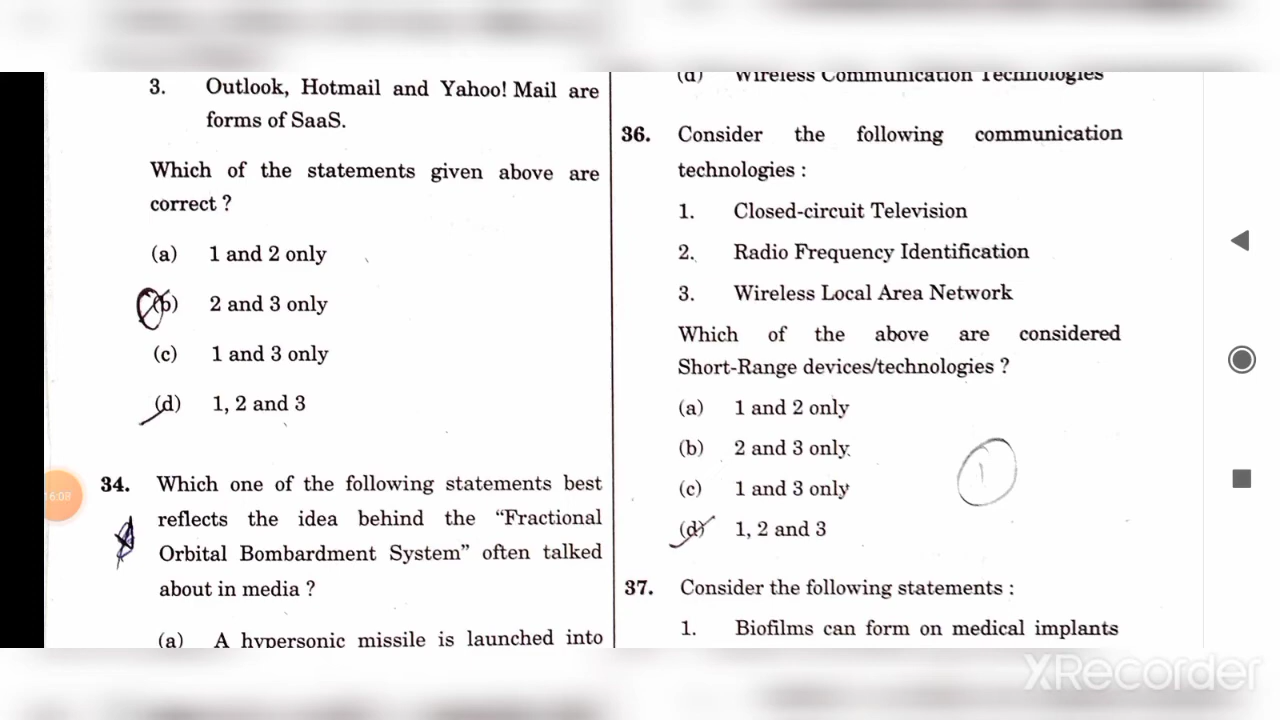 3. Outlook, Hotmail and Yahoo! Mail are
forms of SaaS.
Which of the statements given above are
correct ?
(a) 1 and 2 only
(b) 2 and 3 only
(c) 1 and 3 only
(d) 1, 2 and 3
34. Which one of the following statements best
reflects the idea behind the “Fractional
Orbital Bombardment System” often talked
about in media ?
(a) A hypersonic missile is launched into
(d) Wireless Communication Technologies
36. Consider the following communication
technologies :
1. Closed-circuit Television
2. Radio Frequency Identification
3. Wireless Local Area Network
Which of the above are considered
Short-Range devices/technologies ?
(a) 1 and 2 only
(b) 2 and 3 only
(c) 1 and 3 only
(d) 1, 2 and 3
37. Consider the following statements :
1. Biofilms can form on medical implants
16:08
XRecorder